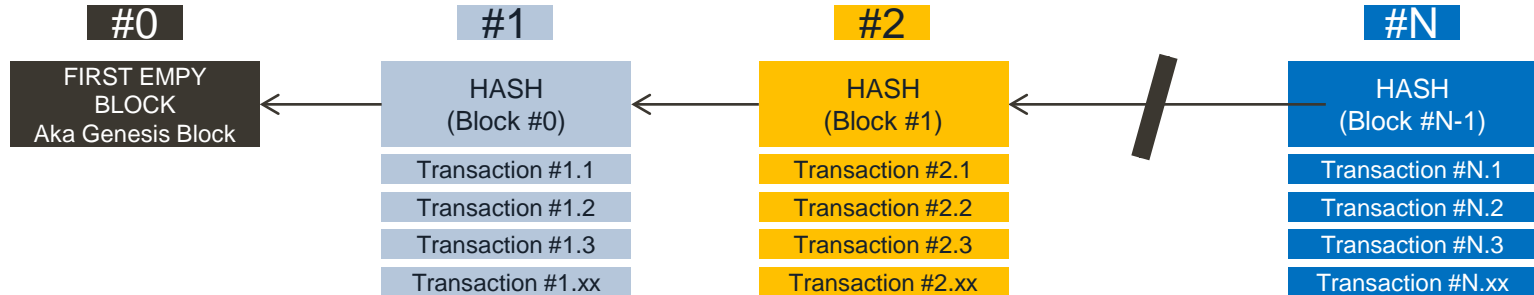 #0
FIRST EMPY
BLOCK
Aka Genesis Block
#1
HASH
(Block #0)
Transaction #1.1
Transaction #1.2
Transaction #1.3
Transaction #1.xx
#2
HASH
(Block #1)
Transaction #2.1
Transaction #2.2
Transaction #2.3
Transaction #2.xx
#N
HASH
(Block #N-1)
Transaction #N.1
Transaction #N.2
Transaction #N.3
Transaction #N.xx